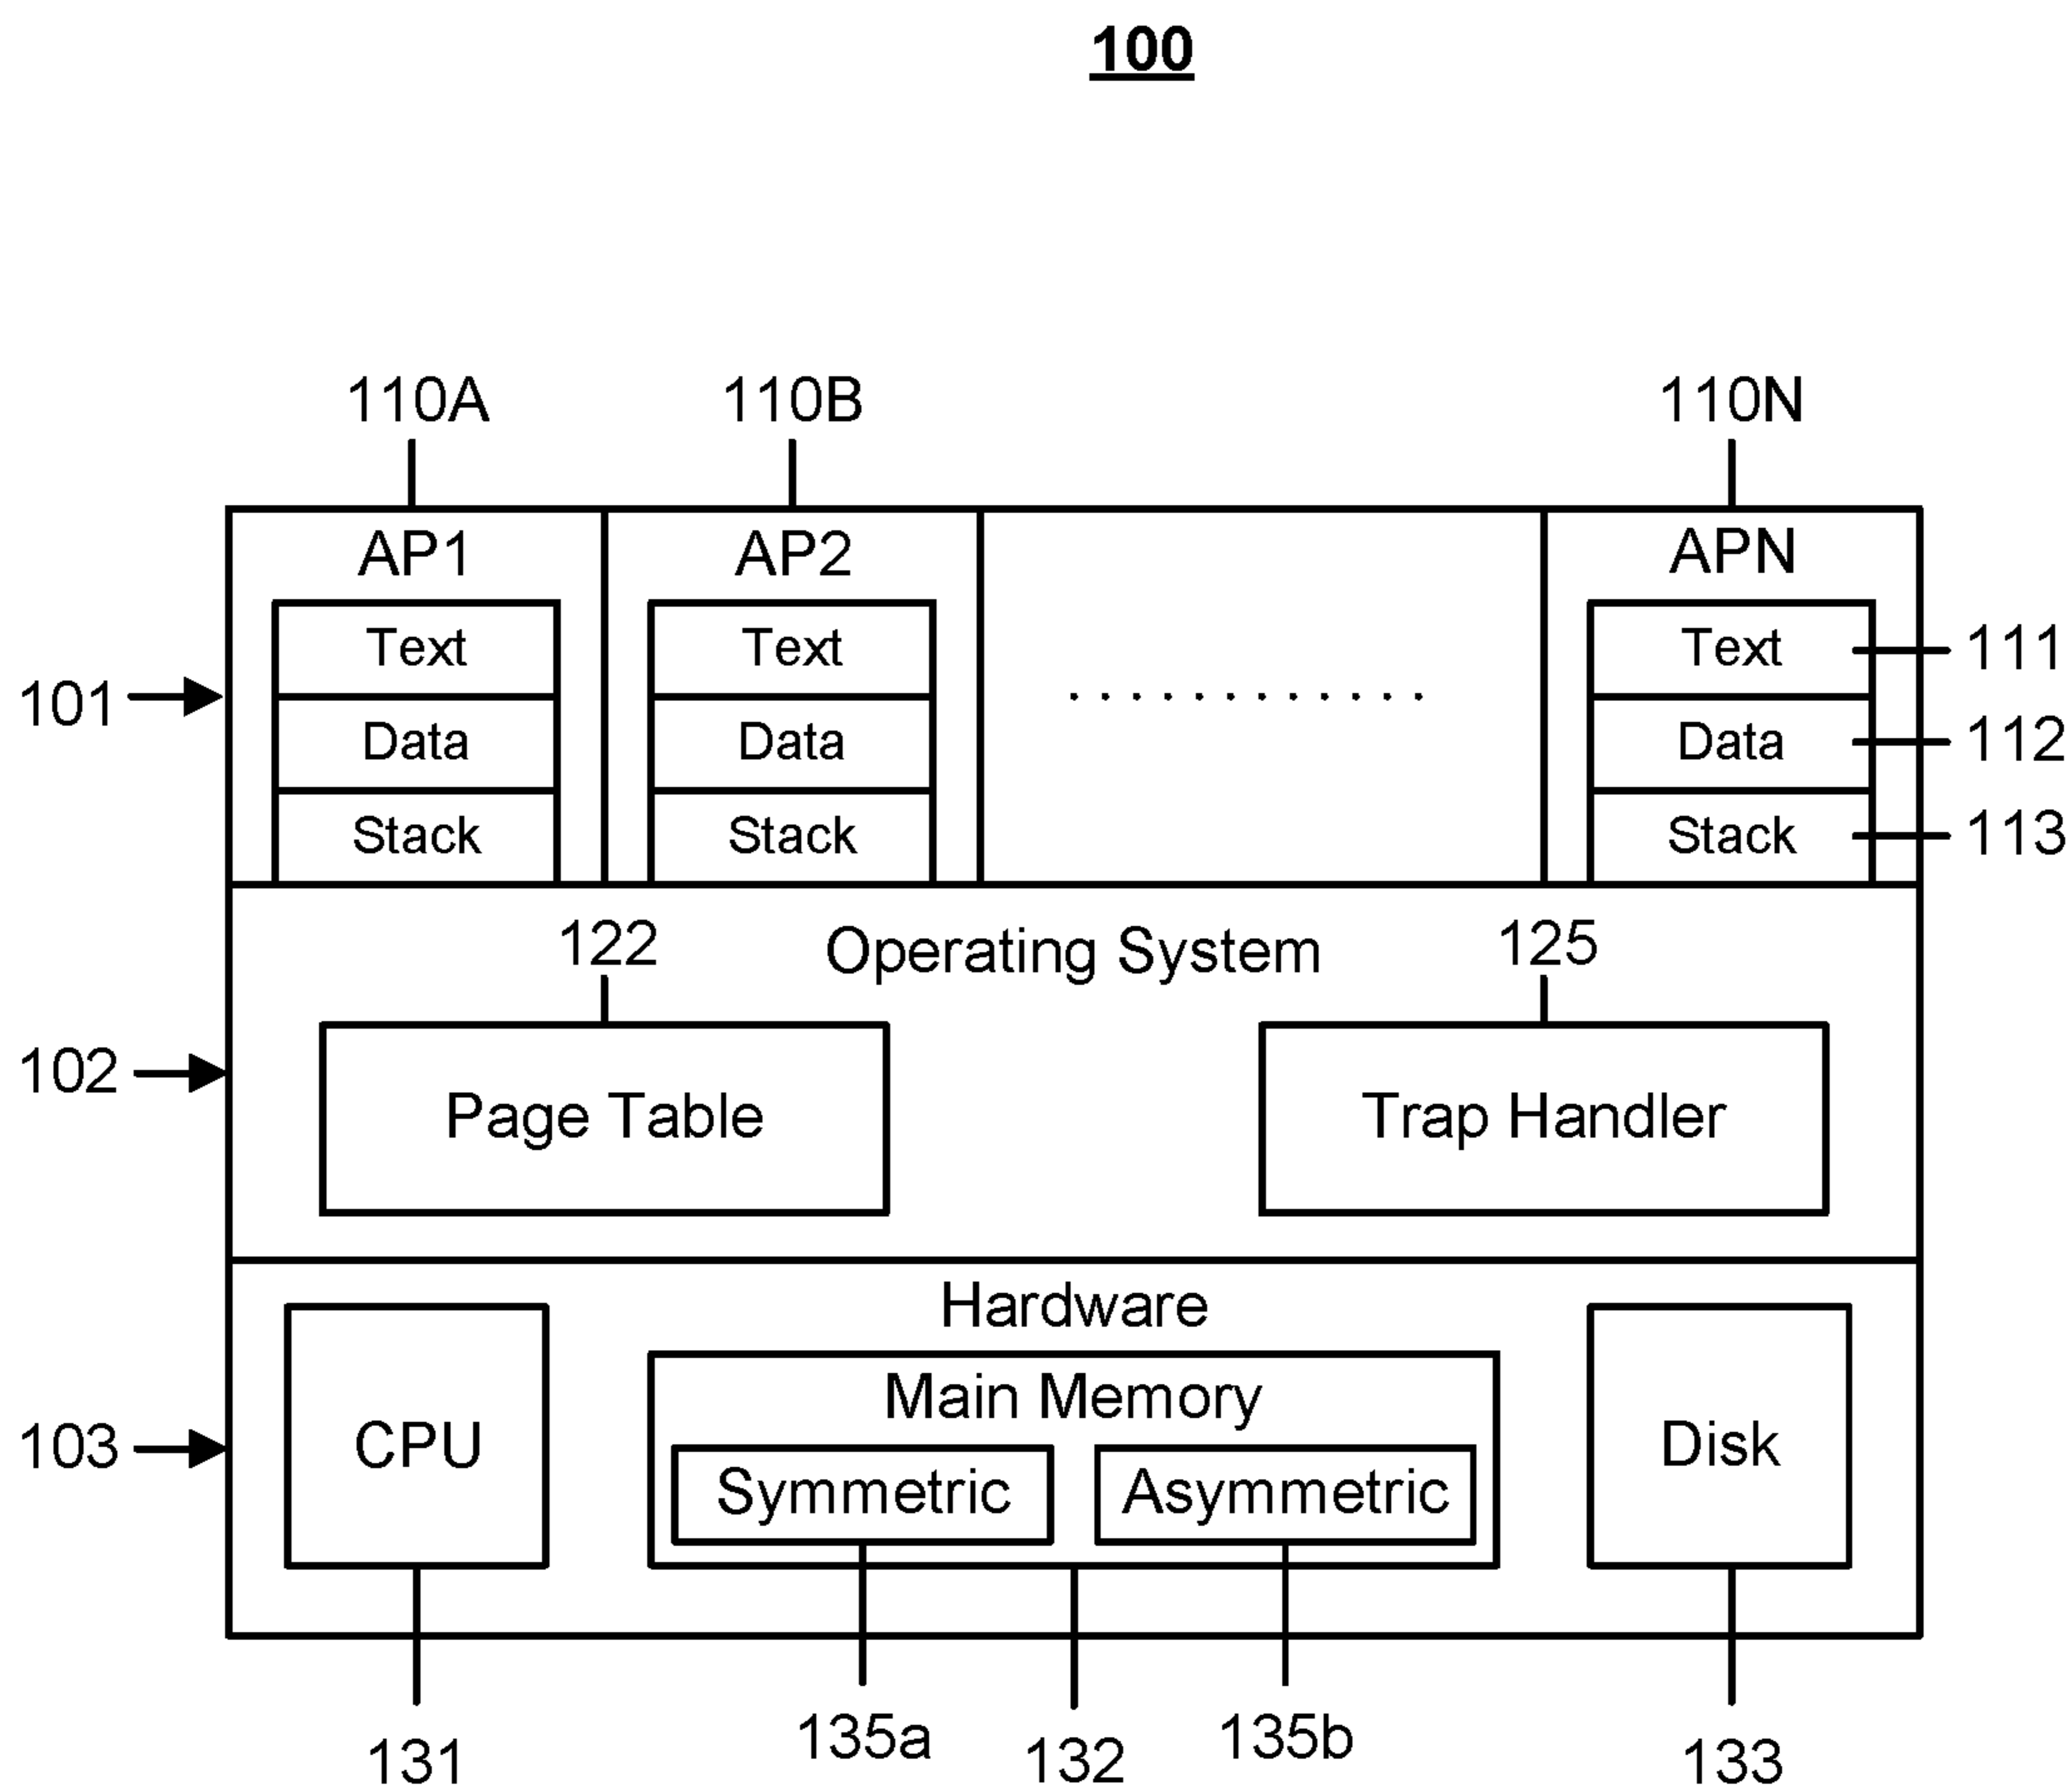 100
110A 110B 110N
AP1 AP2 APN
Text Text Text 111
101 . . . . . . . . . . . .
Data Data Data 112
Stack Stack Stack 113
122 Operating System 125
102 Page Table Trap Handler
Hardware
Main Memory
103 CPU Symmetric Asymmetric Disk
131 135a 132 135b 133